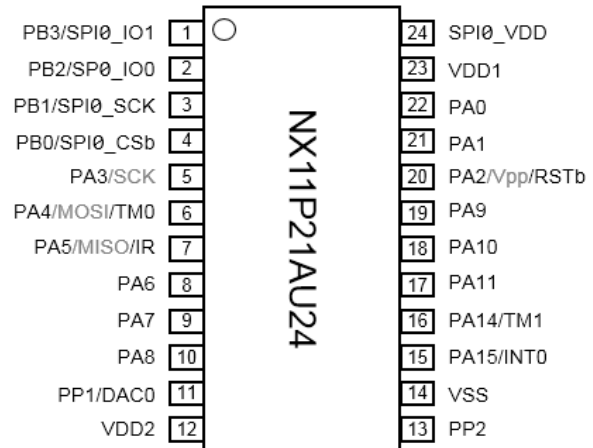 PB3/SPI0_IO1 1
PB2/SP0_IO0 2
PB1/SPI0_SCK 3
PB0/SPI0_CSb 4
PA3/SCK 5
PA4/MOSI/TM0 6
PA5/MISO/IR 7
PA6 8
PA7 9
PA8 10
PP1/DAC0 11
VDD2 12
NX11P21AU24
24 SPI0_VDD
23 VDD1
22 PA0
21 PA1
20 PA2/Vpp/RSTb
19 PA9
18 PA10
17 PA11
16 PA14/TM1
15 PA15/INT0
14 VSS
13 PP2